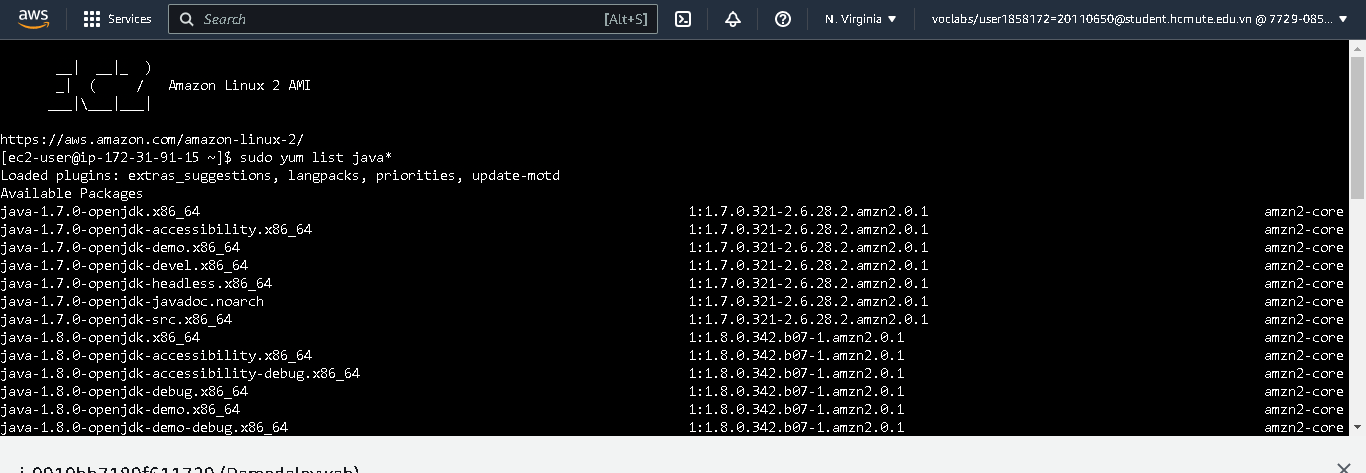 aws Services Search [Alt+S] N. Virginia voclabs/user1858172=20110650@student.hcmute.edu.vn @ 7729-085...
Amazon Linux 2 AMI
https://aws.amazon.com/amazon-linux-2/
[ec2-user@ip-172-31-91-15 ~]$ sudo yum list java*
Loaded plugins: extras_suggestions, langpacks, priorities, update-motd
Available Packages
java-1.7.0-openjdk.x86_64 1:1.7.0.321-2.6.28.2.amzn2.0.1 amzn2-core
java-1.7.0-openjdk-accessibility.x86_64 1:1.7.0.321-2.6.28.2.amzn2.0.1 amzn2-core
java-1.7.0-openjdk-demo.x86_64 1:1.7.0.321-2.6.28.2.amzn2.0.1 amzn2-core
java-1.7.0-openjdk-devel.x86_64 1:1.7.0.321-2.6.28.2.amzn2.0.1 amzn2-core
java-1.7.0-openjdk-headless.x86_64 1:1.7.0.321-2.6.28.2.amzn2.0.1 amzn2-core
java-1.7.0-openjdk-javadoc.noarch 1:1.7.0.321-2.6.28.2.amzn2.0.1 amzn2-core
java-1.7.0-openjdk-src.x86_64 1:1.7.0.321-2.6.28.2.amzn2.0.1 amzn2-core
java-1.8.0-openjdk.x86_64 1:1.8.0.342.b07-1.amzn2.0.1 amzn2-core
java-1.8.0-openjdk-accessibility.x86_64 1:1.8.0.342.b07-1.amzn2.0.1 amzn2-core
java-1.8.0-openjdk-accessibility-debug.x86_64 1:1.8.0.342.b07-1.amzn2.0.1 amzn2-core
java-1.8.0-openjdk-debug.x86_64 1:1.8.0.342.b07-1.amzn2.0.1 amzn2-core
java-1.8.0-openjdk-demo.x86_64 1:1.8.0.342.b07-1.amzn2.0.1 amzn2-core
java-1.8.0-openjdk-demo-debug.x86_64 1:1.8.0.342.b07-1.amzn2.0.1 amzn2-core